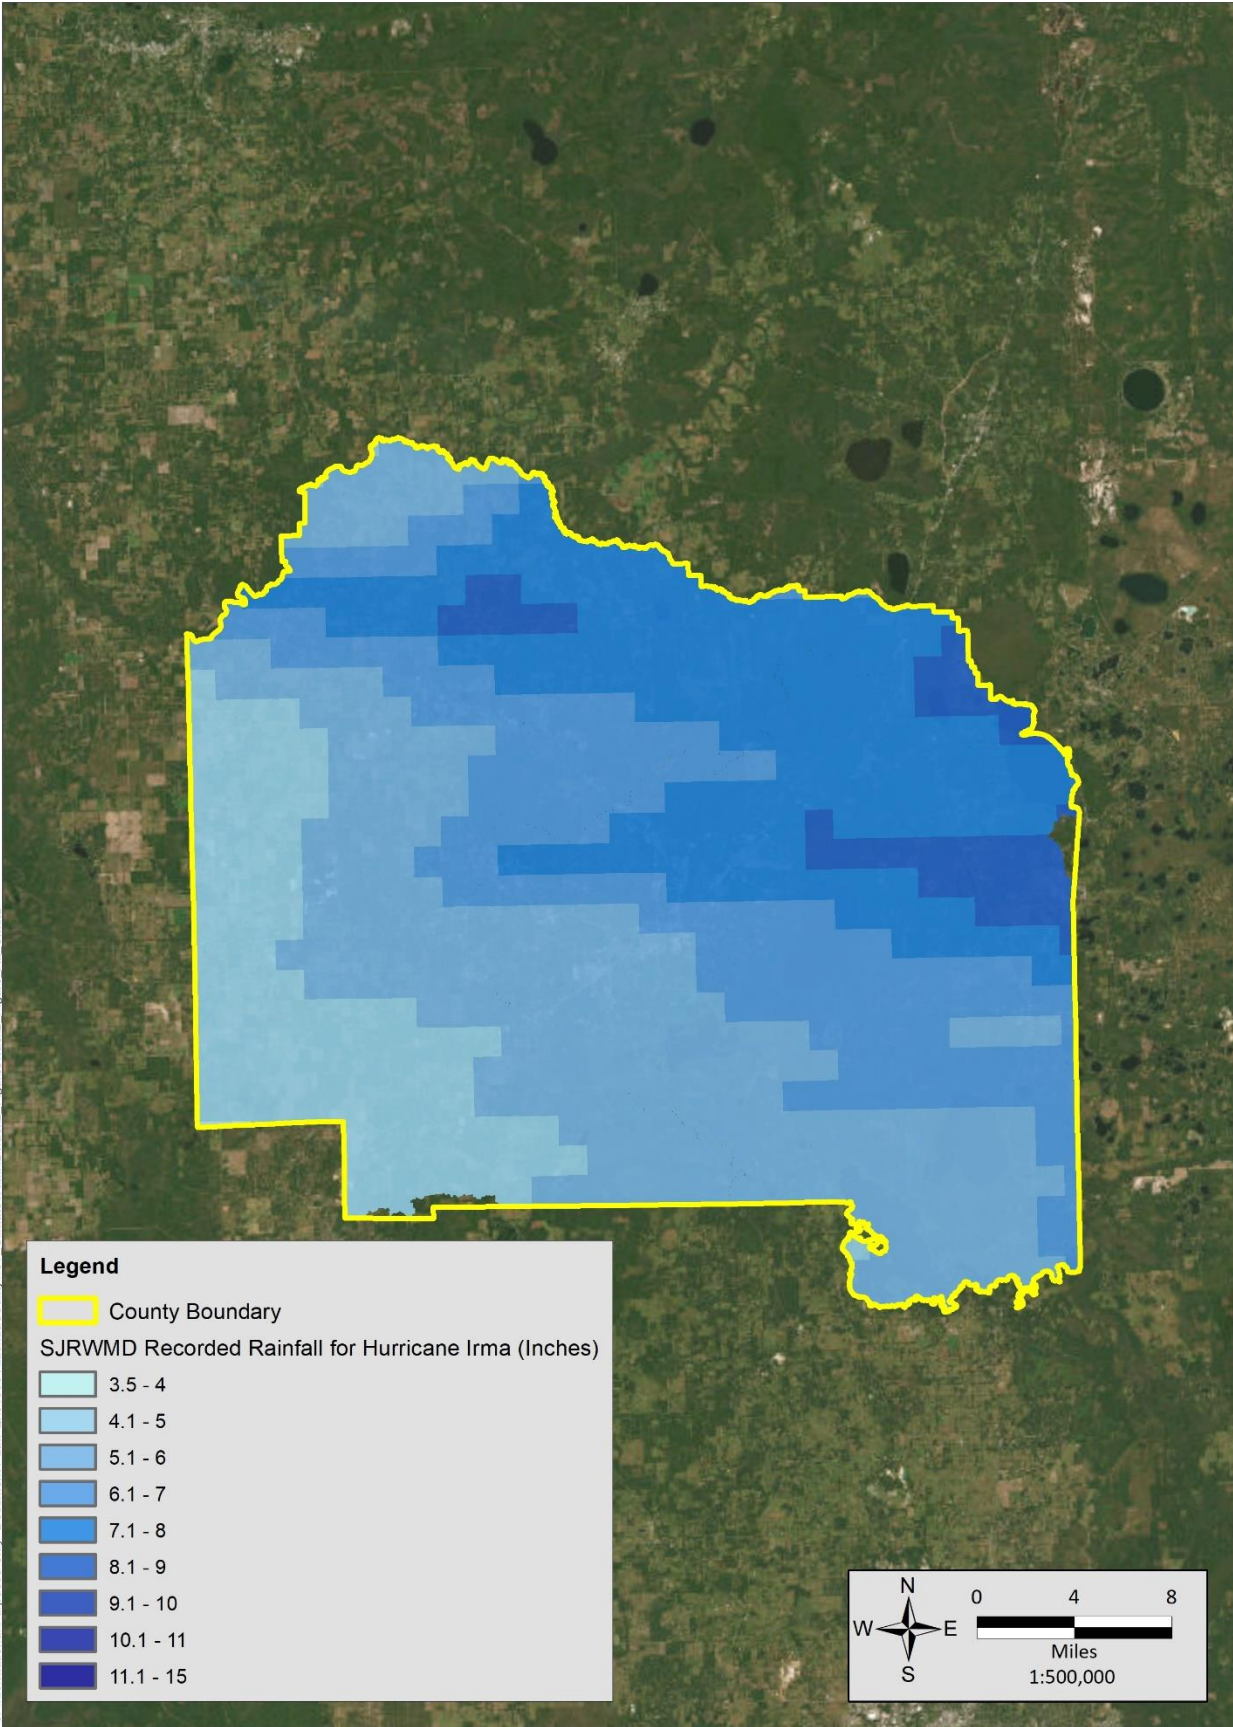 Legend
County Boundary
SJRWMD Recorded Rainfall for Hurricane Irma (Inches)
3.5 - 4
4.1 - 5
5.1 - 6
6.1 - 7
7.1 - 8
8.1 - 9
9.1 - 10
10.1 - 11
11.1 - 15
N
W E
S
0 4 8
Miles
1:500,000